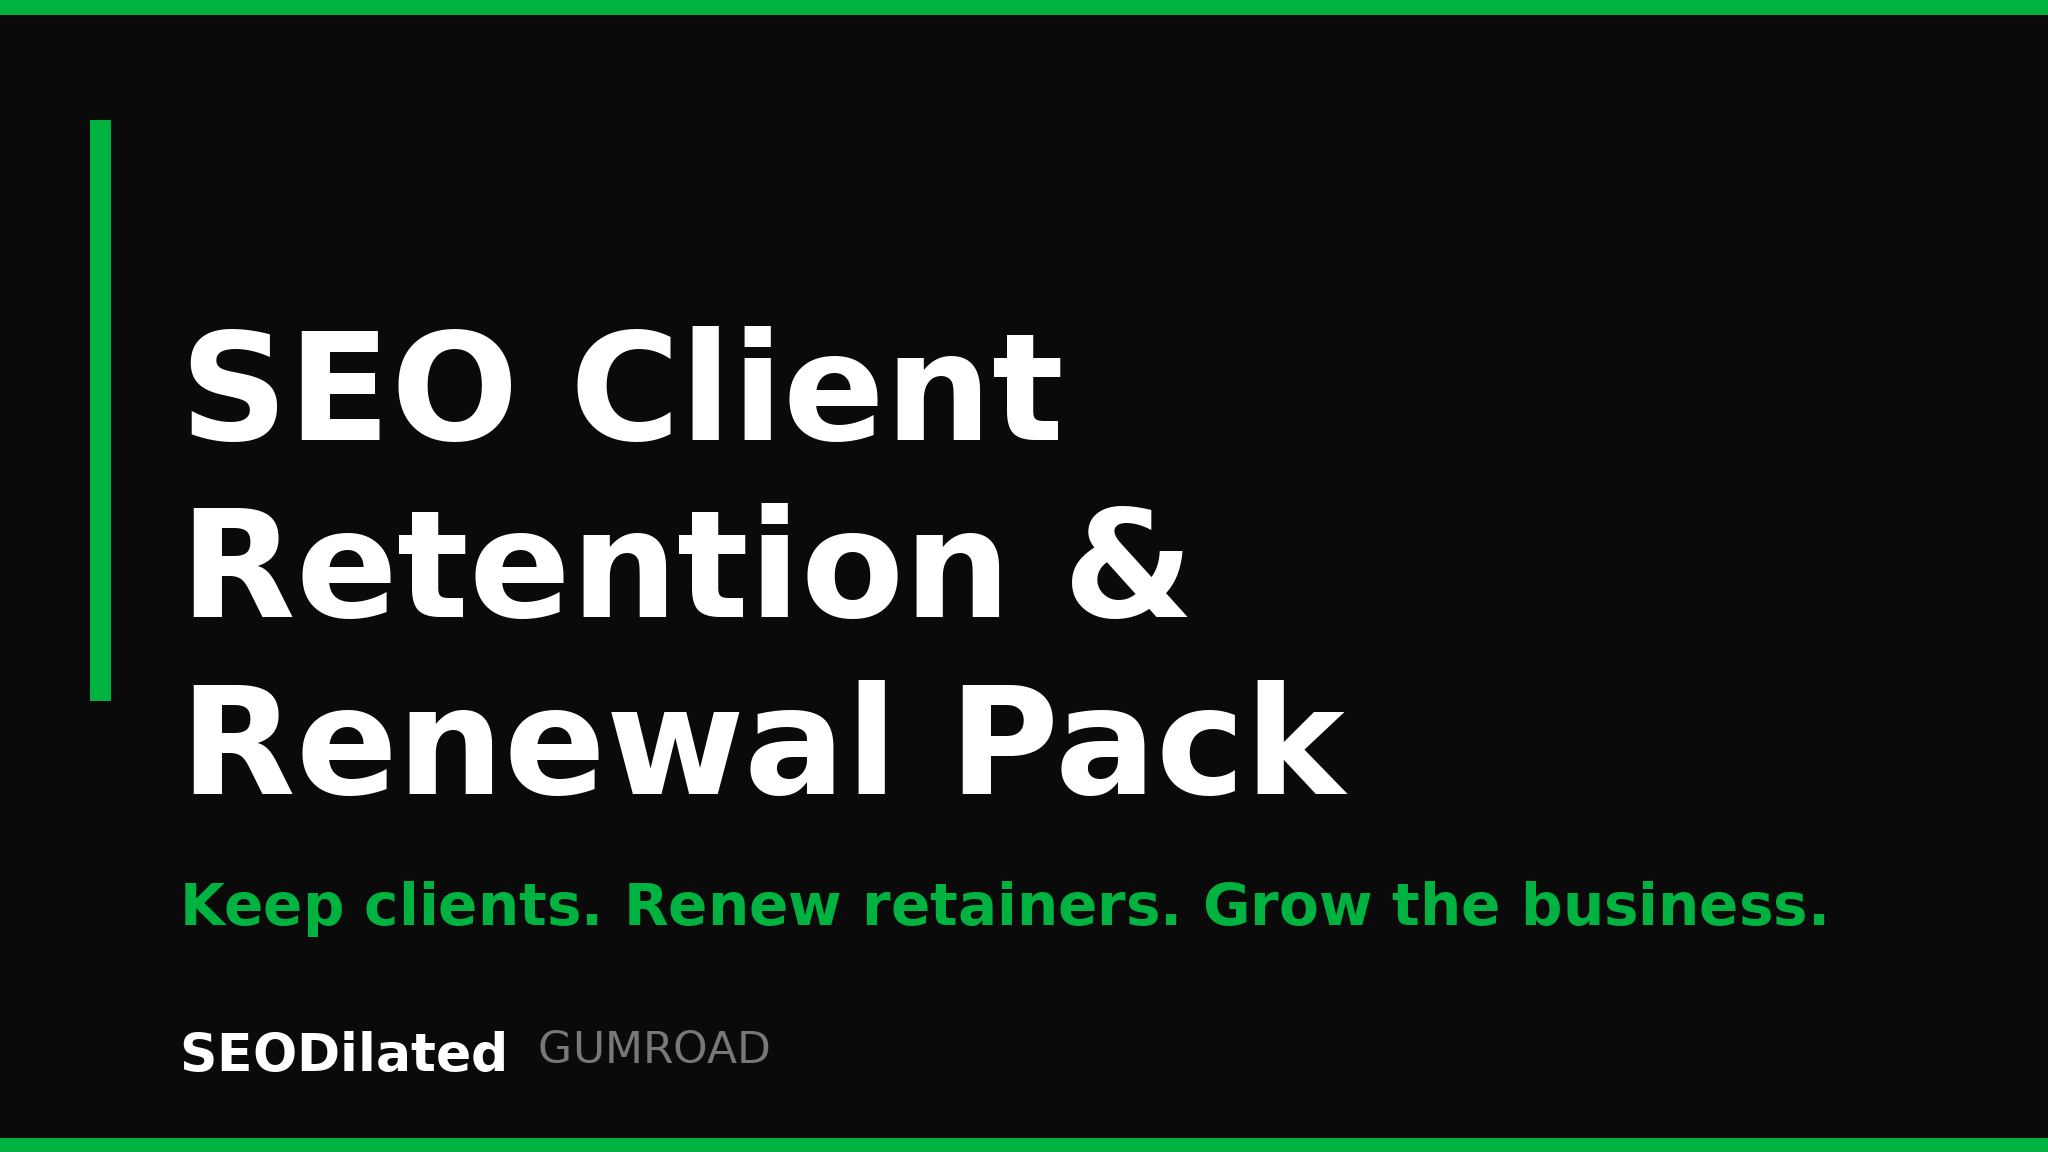 SEO Client
Retention &
Renewal Pack
Keep clients. Renew retainers. Grow the business.
SEODilated GUMROAD